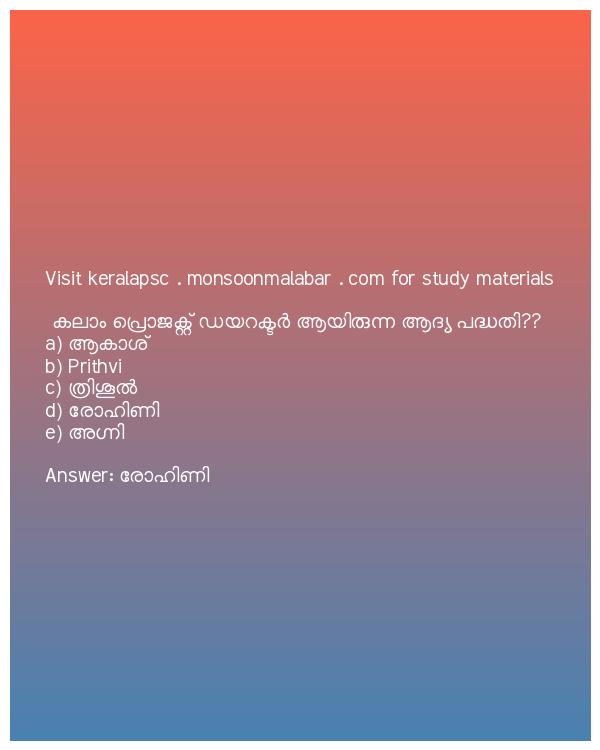 Visit keralapsc . monsoonmalabar . com for study materials
കലാം പ്രൊജക്റ്റ് ഡയറക്ടർ ആയിരുന്ന ആദ്യ പദ്ധതി??
a) ആകാശ്
b) Prithvi
c) ത്രിശൂൽ
d) രോഹിണി
e) അഗ്നി
Answer: രോഹിണി